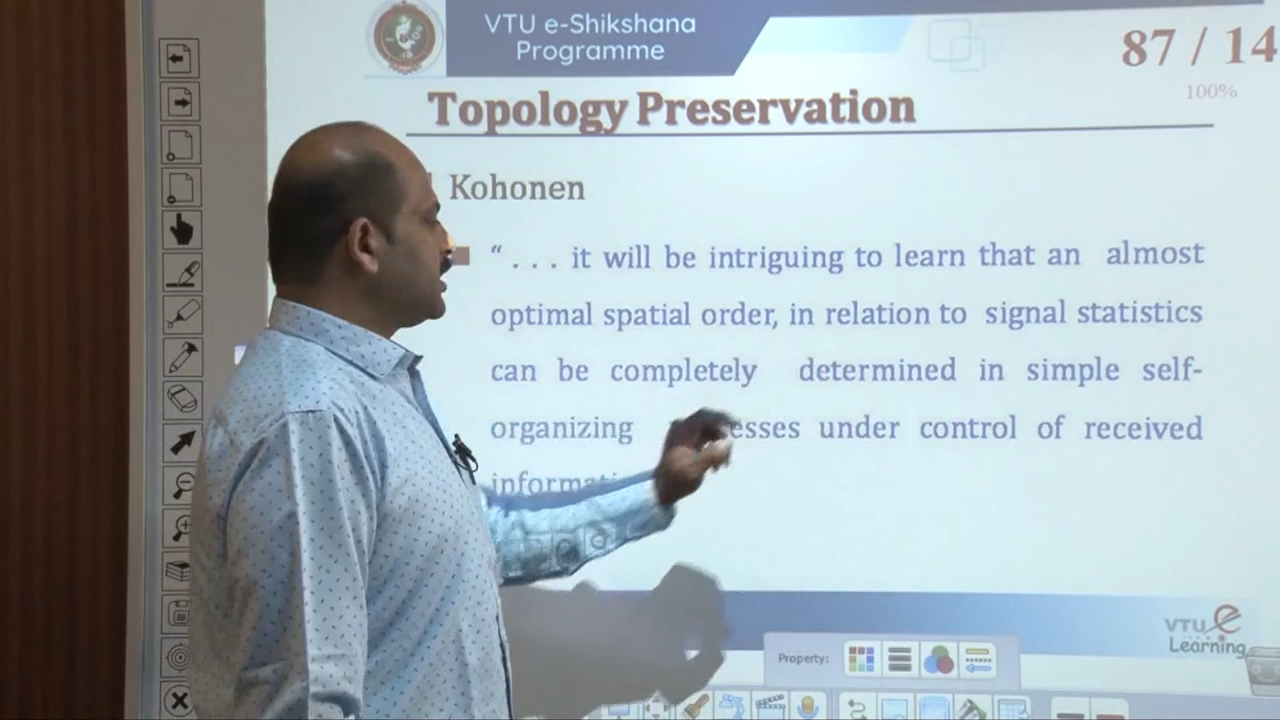 VTU e-Shikshana
Programme
87 / 14
100%
Topology Preservation
Kohonen
“ . . . it will be intriguing to learn that an almost
optimal spatial order, in relation to signal statistics
can be completely determined in simple self-
organizing under control of received
Property:
VTU e
Learning